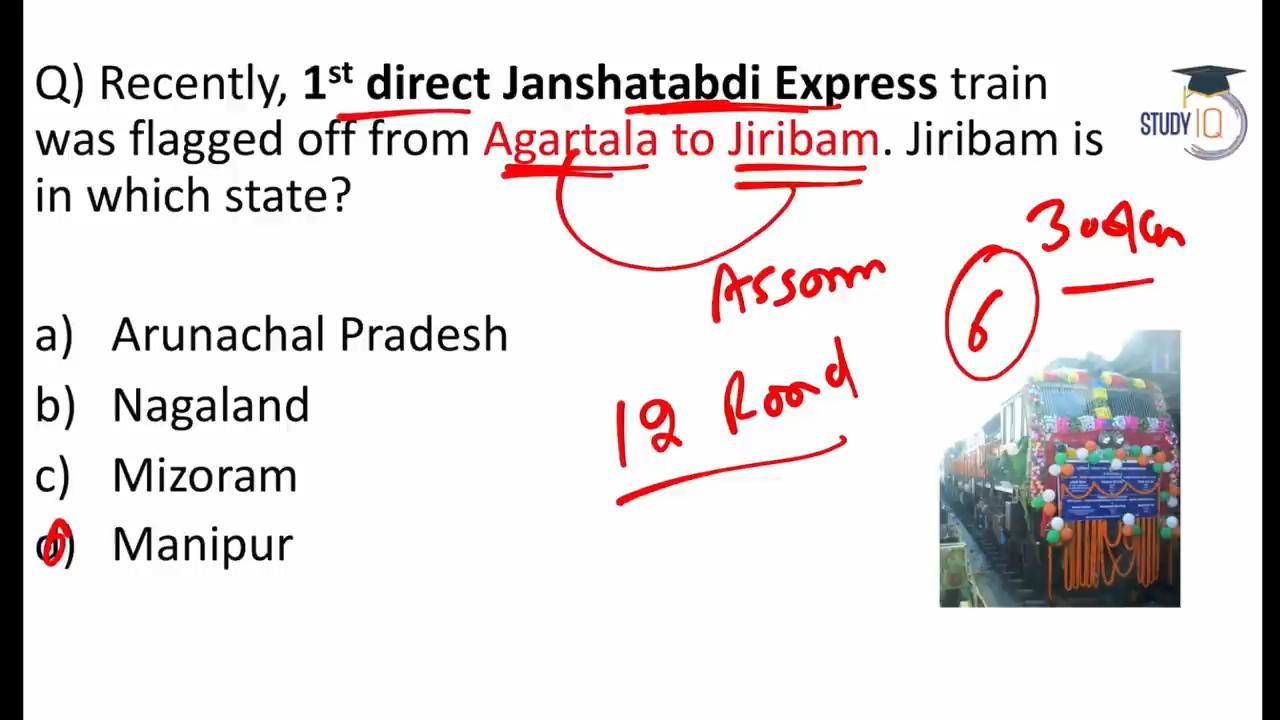 Q) Recently, 1st direct Janshatabdi Express train
was flagged off from Agartala to Jiribam. Jiribam is
in which state?
STUDY IQ
Assam
6
12 Road
a) Arunachal Pradesh
b) Nagaland
c) Mizoram
d) Manipur